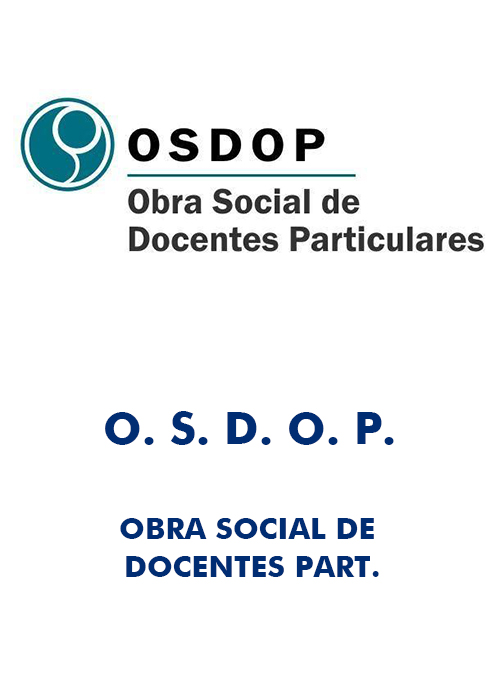 OSDOP
Obra Social de
Docentes Particulares
O. S. D. O. P.
OBRA SOCIAL DE
DOCENTES PART.